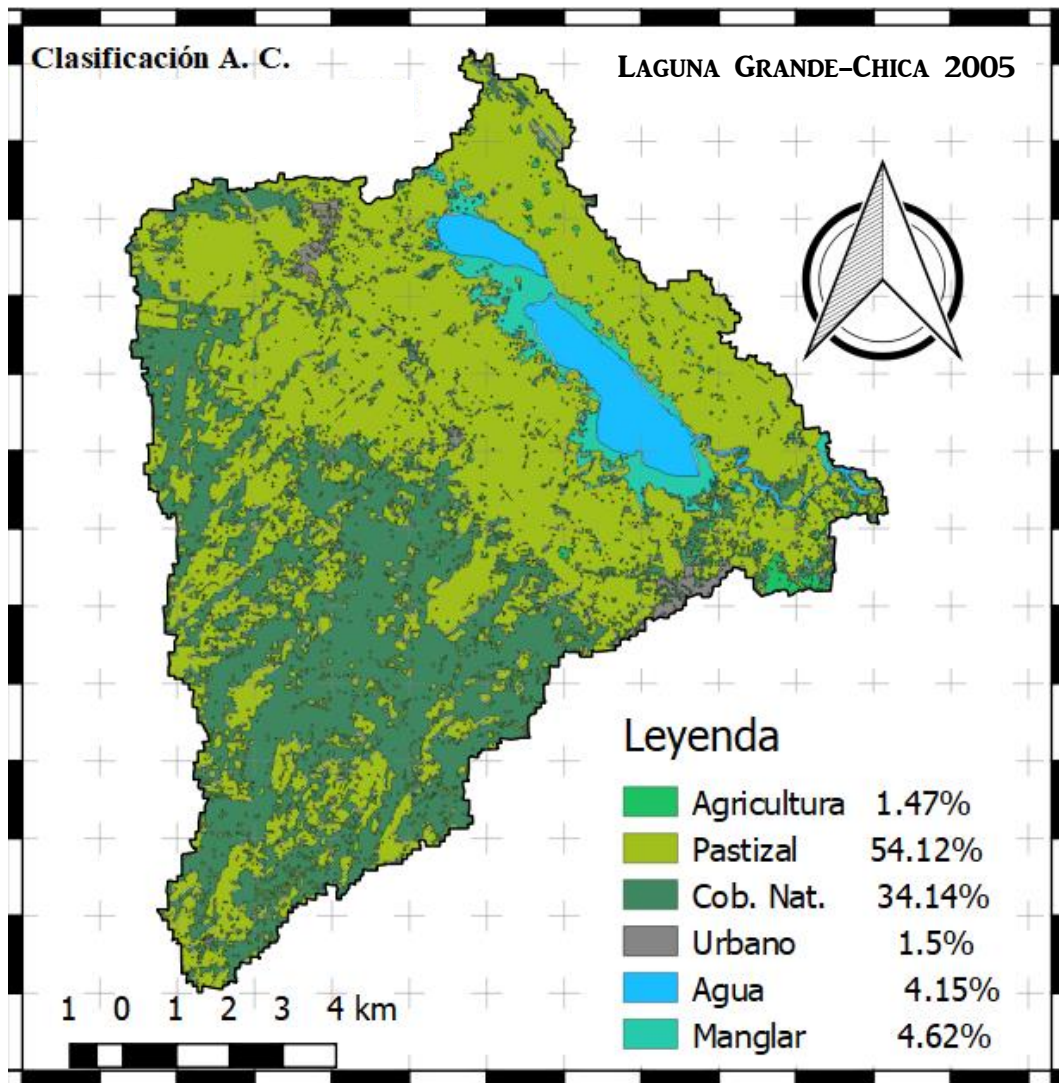 Clasificación A. C.
LAGUNA GRANDE–CHICA 2005
Leyenda
Agricultura 1.47%
Pastizal 54.12%
Cob. Nat. 34.14%
Urbano 1.5%
Agua 4.15%
Manglar 4.62%
1 0 1 2 3 4 km